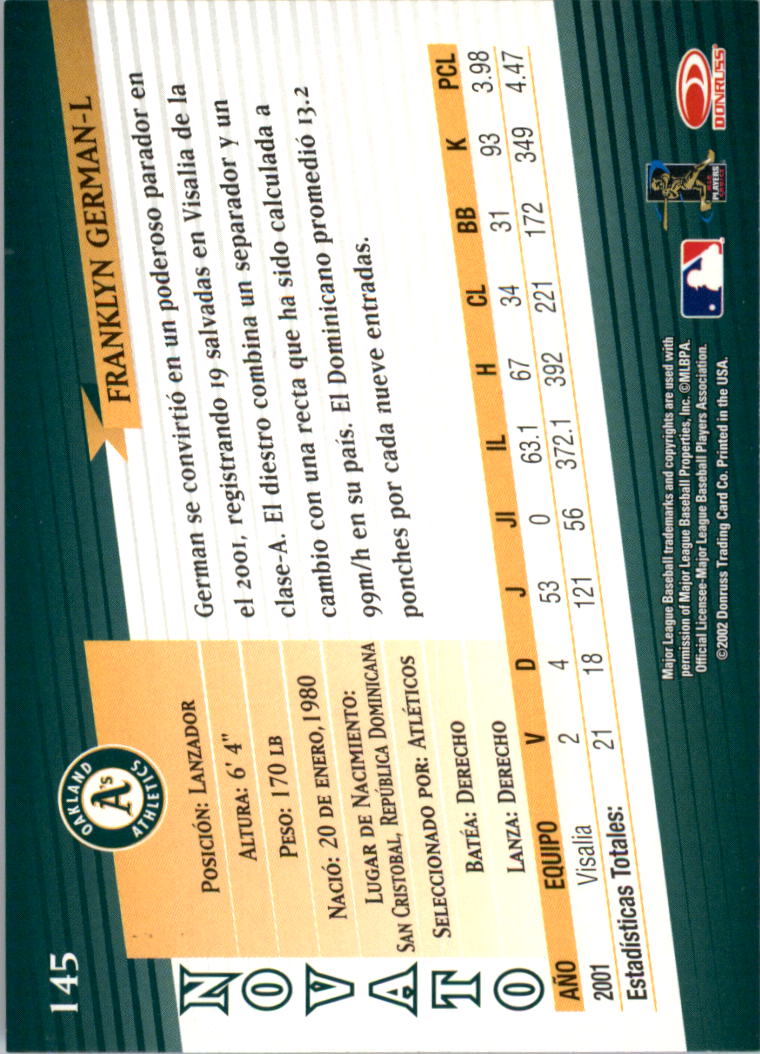 145
OAKLAND
A's
ATHLETICS
FRANKLYN GERMAN-L
NOVATO
POSICIÓN: LANZADOR
ALTURA: 6' 4"
PESO: 170 LB
NACIÓ: 20 DE ENERO, 1980
LUGAR DE NACIMIENTO:
SAN CRISTOBAL, REPÚBLICA DOMINICANA
SELECCIONADO POR: ATLÉTICOS
BATÉA: DERECHO
LANZA: DERECHO
German se convirtió en un poderoso parador en
el 2001, registrando 19 salvadas en Visalia de la
clase-A. El diestro combina un separador y un
cambio con una recta que ha sido calculada a
99m/h en su país. El Dominicano promedió 13.2
ponches por cada nueve entradas.
AÑO EQUIPO V D J JI IL H CL BB K PCL
2001 Visalia 2 4 53 0 63.1 67 34 31 93 3.98
Estadísticas Totales: 21 18 121 56 372.1 392 221 172 349 4.47
Major League Baseball trademarks and copyrights are used with
permission of Major League Baseball Properties, Inc. ©MLBPA.
Official Licensee-Major League Baseball Players Association.
©2002 Donruss Trading Card Co. Printed in the USA.
PLAYERS
CHOICE
DONRUSS